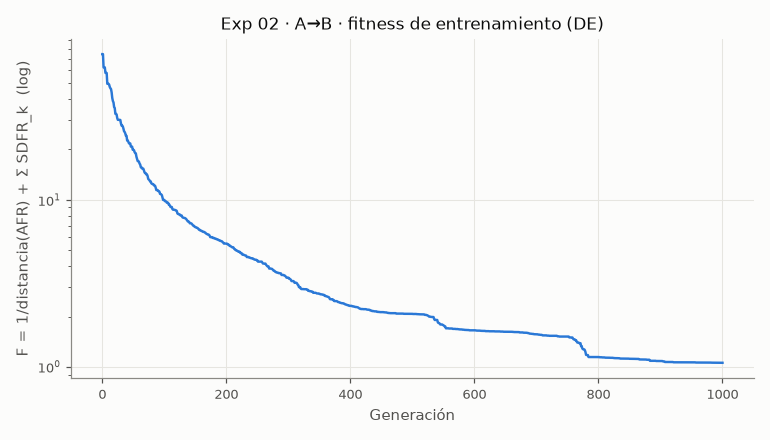 Exp 02 · A→B · fitness de entrenamiento (DE)
F = 1/distancia(AFR) + Σ SDFR_k (log)
10¹
10⁰
0 200 400 600 800 1000
Generación